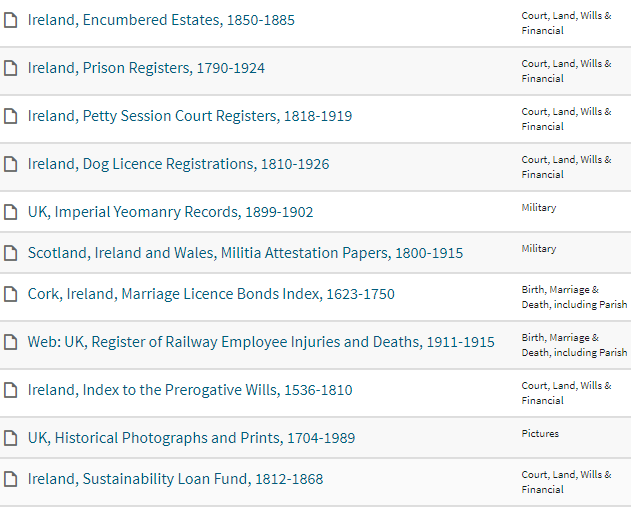 Ireland, Encumbered Estates, 1850-1885
Court, Land, Wills &
Financial
Ireland, Prison Registers, 1790-1924
Court, Land, Wills &
Financial
Ireland, Petty Session Court Registers, 1818-1919
Court, Land, Wills &
Financial
Ireland, Dog Licence Registrations, 1810-1926
Court, Land, Wills &
Financial
UK, Imperial Yeomanry Records, 1899-1902
Military
Scotland, Ireland and Wales, Militia Attestation Papers, 1800-1915
Military
Cork, Ireland, Marriage Licence Bonds Index, 1623-1750
Birth, Marriage &
Death, including Parish
Web: UK, Register of Railway Employee Injuries and Deaths, 1911-1915
Birth, Marriage &
Death, including Parish
Ireland, Index to the Prerogative Wills, 1536-1810
Court, Land, Wills &
Financial
UK, Historical Photographs and Prints, 1704-1989
Pictures
Ireland, Sustainability Loan Fund, 1812-1868
Court, Land, Wills &
Financial